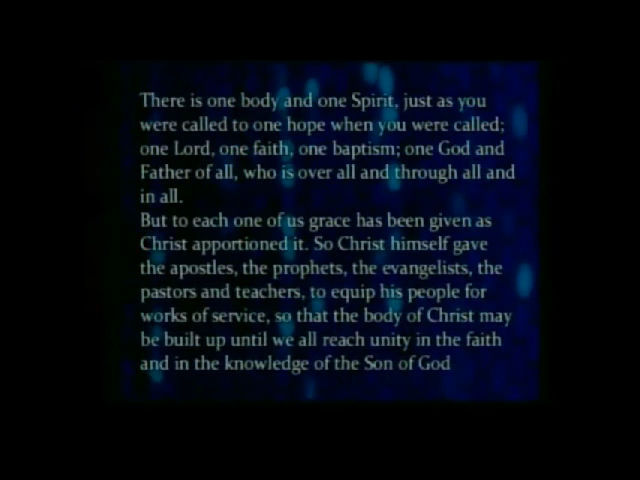 There is one body and one Spirit, just as you
were called to one hope when you were called;
one Lord, one faith, one baptism; one God and
Father of all, who is over all and through all and
in all.
But to each one of us grace has been given as
Christ apportioned it. So Christ himself gave
the apostles, the prophets, the evangelists, the
pastors and teachers, to equip his people for
works of service, so that the body of Christ may
be built up until we all reach unity in the faith
and in the knowledge of the Son of God